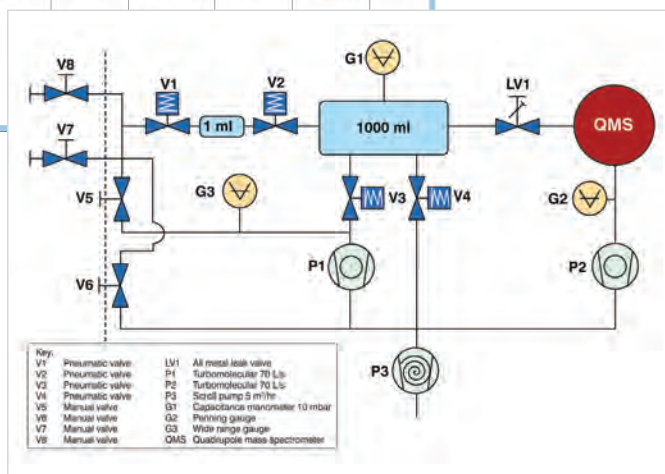 V8
V1
V2
G1
LV1
1 ml
1000 ml
QMS
V7
V5
G3
V3
V4
G2
P1
P2
V6
P3
Key:
V1 Pneumatic valve LV1 All metal leak valve
V2 Pneumatic valve P1 Turbomolecular 70 L/s
V3 Pneumatic valve P2 Turbomolecular 70 L/s
V4 Pneumatic valve P3 Scroll pump 5 m³/hr
V5 Manual valve G1 Capacitance manometer 10 mbar
V6 Manual valve G2 Penning gauge
V7 Manual valve G3 Wide range gauge
V8 Manual valve QMS Quadrupole mass spectrometer